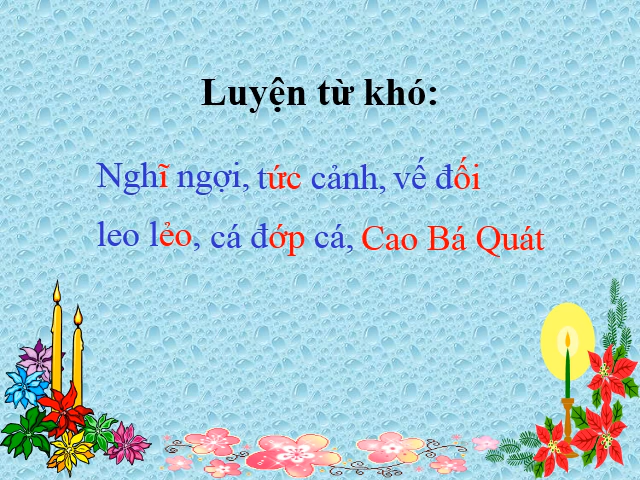 Luyện từ khó:
Nghĩ ngợi, tức cảnh, vế đối
leo lẻo, cá đớp cá, Cao Bá Quát